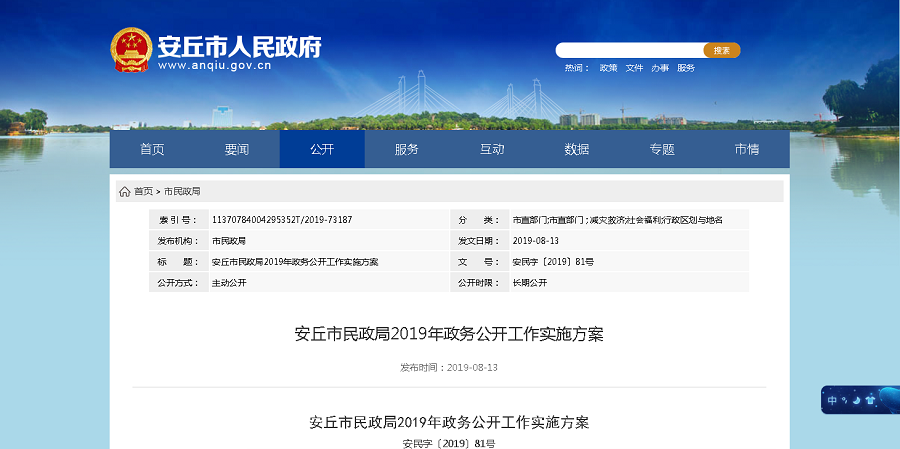 安丘市人民政府
www.anqiu.gov.cn
搜索
热词： 政策 文件 办事 服务
首页 要闻 公开 服务 互动 数据 专题 市情
首页 > 市民政局
索 引 号： 11370784004295352T/2019-73187 分 类： 市直部门;市直部门 ; 减灾救济;社会福利;行政区划与地名
发布机构： 市民政局 发文日期： 2019-08-13
标 题： 安丘市民政局2019年政务公开工作实施方案 文 号： 安民字〔2019〕81号
公开方式： 主动公开 公开时限： 长期公开
安丘市民政局2019年政务公开工作实施方案
发布时间：2019-08-13
中
安丘市民政局2019年政务公开工作实施方案
安民字〔2019〕81号